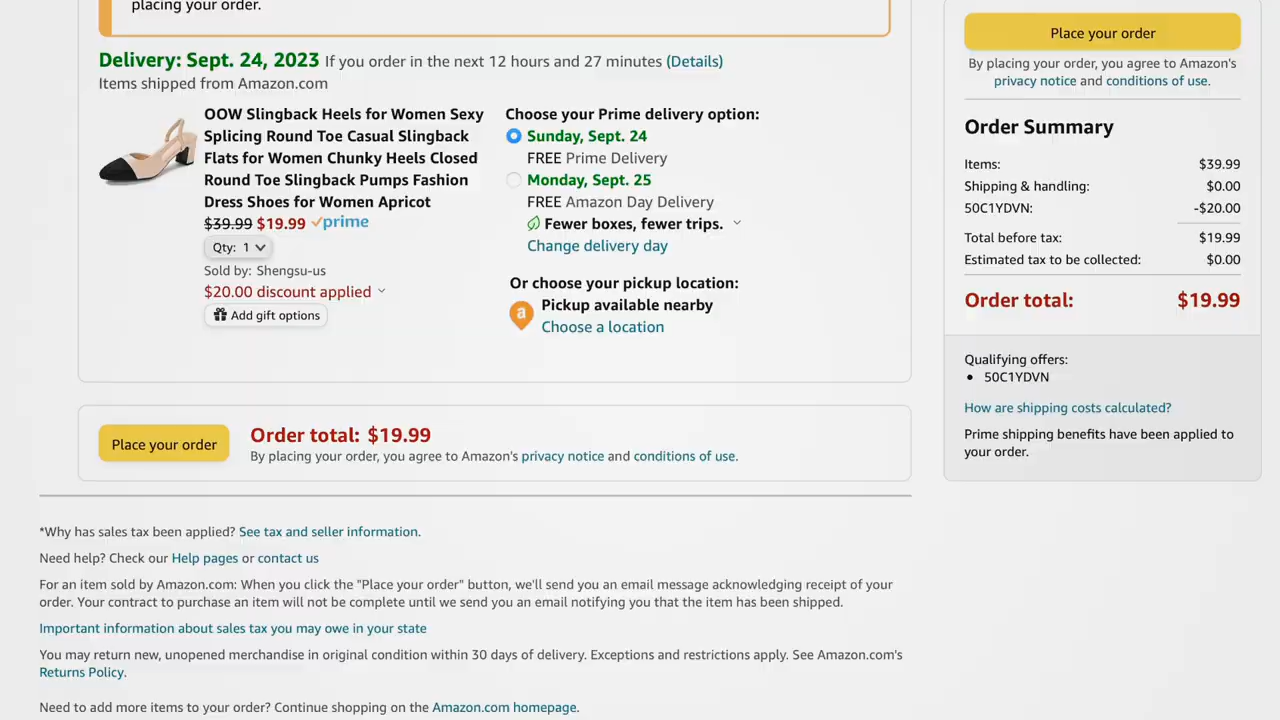 placing your order.
Delivery: Sept. 24, 2023 If you order in the next 12 hours and 27 minutes (Details)
Items shipped from Amazon.com
OOW Slingback Heels for Women Sexy
Splicing Round Toe Casual Slingback
Flats for Women Chunky Heels Closed
Round Toe Slingback Pumps Fashion
Dress Shoes for Women Apricot
$39.99 $19.99 prime
Qty: 1
Sold by: Shengsu-us
$20.00 discount applied
Add gift options
Choose your Prime delivery option:
Sunday, Sept. 24
FREE Prime Delivery
Monday, Sept. 25
FREE Amazon Day Delivery
Fewer boxes, fewer trips.
Change delivery day
Or choose your pickup location:
a
Pickup available nearby
Choose a location
Place your order
Order total: $19.99
By placing your order, you agree to Amazon's privacy notice and conditions of use.
*Why has sales tax been applied? See tax and seller information.
Need help? Check our Help pages or contact us
For an item sold by Amazon.com: When you click the "Place your order" button, we'll send you an email message acknowledging receipt of your
order. Your contract to purchase an item will not be complete until we send you an email notifying you that the item has been shipped.
Important information about sales tax you may owe in your state
You may return new, unopened merchandise in original condition within 30 days of delivery. Exceptions and restrictions apply. See Amazon.com's
Returns Policy.
Need to add more items to your order? Continue shopping on the Amazon.com homepage.
Place your order
By placing your order, you agree to Amazon's
privacy notice and conditions of use.
Order Summary
Items: $39.99
Shipping & handling: $0.00
50C1YDVN: -$20.00
Total before tax: $19.99
Estimated tax to be collected: $0.00
Order total: $19.99
Qualifying offers:
• 50C1YDVN
How are shipping costs calculated?
Prime shipping benefits have been applied to
your order.